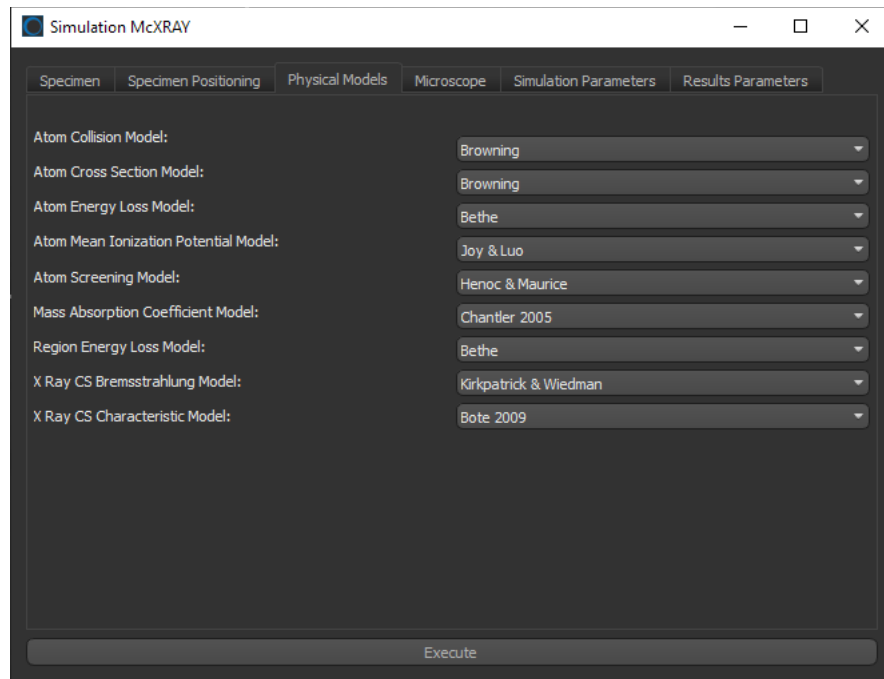 Simulation McXRAY
Specimen Specimen Positioning Physical Models Microscope Simulation Parameters Results Parameters
Atom Collision Model: Browning
Atom Cross Section Model: Browning
Atom Energy Loss Model: Bethe
Atom Mean Ionization Potential Model: Joy & Luo
Atom Screening Model: Henoc & Maurice
Mass Absorption Coefficient Model: Chantler 2005
Region Energy Loss Model: Bethe
X Ray CS Bremsstrahlung Model: Kirkpatrick & Wiedman
X Ray CS Characteristic Model: Bote 2009
Execute